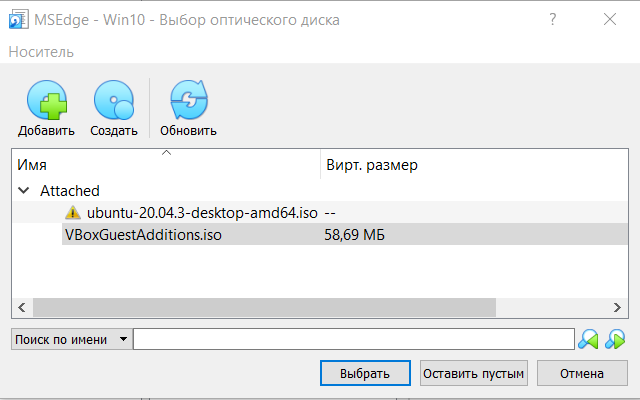 MSEdge - Win10 - Выбор оптического диска
?
Носитель
Добавить Создать Обновить
Имя Вирт. размер
Attached
ubuntu-20.04.3-desktop-amd64.iso --
VBoxGuestAdditions.iso 58,69 МБ
Поиск по имени
Выбрать Оставить пустым Отмена